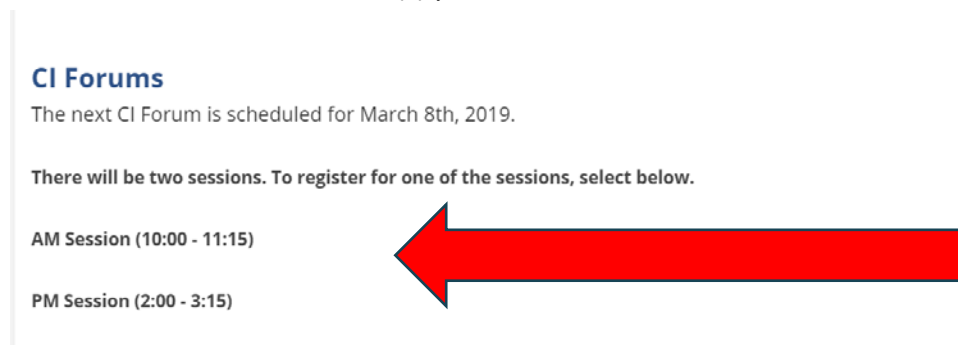 CI Forums
The next CI Forum is scheduled for March 8th, 2019.
There will be two sessions. To register for one of the sessions, select below.
AM Session (10:00 - 11:15)
PM Session (2:00 - 3:15)